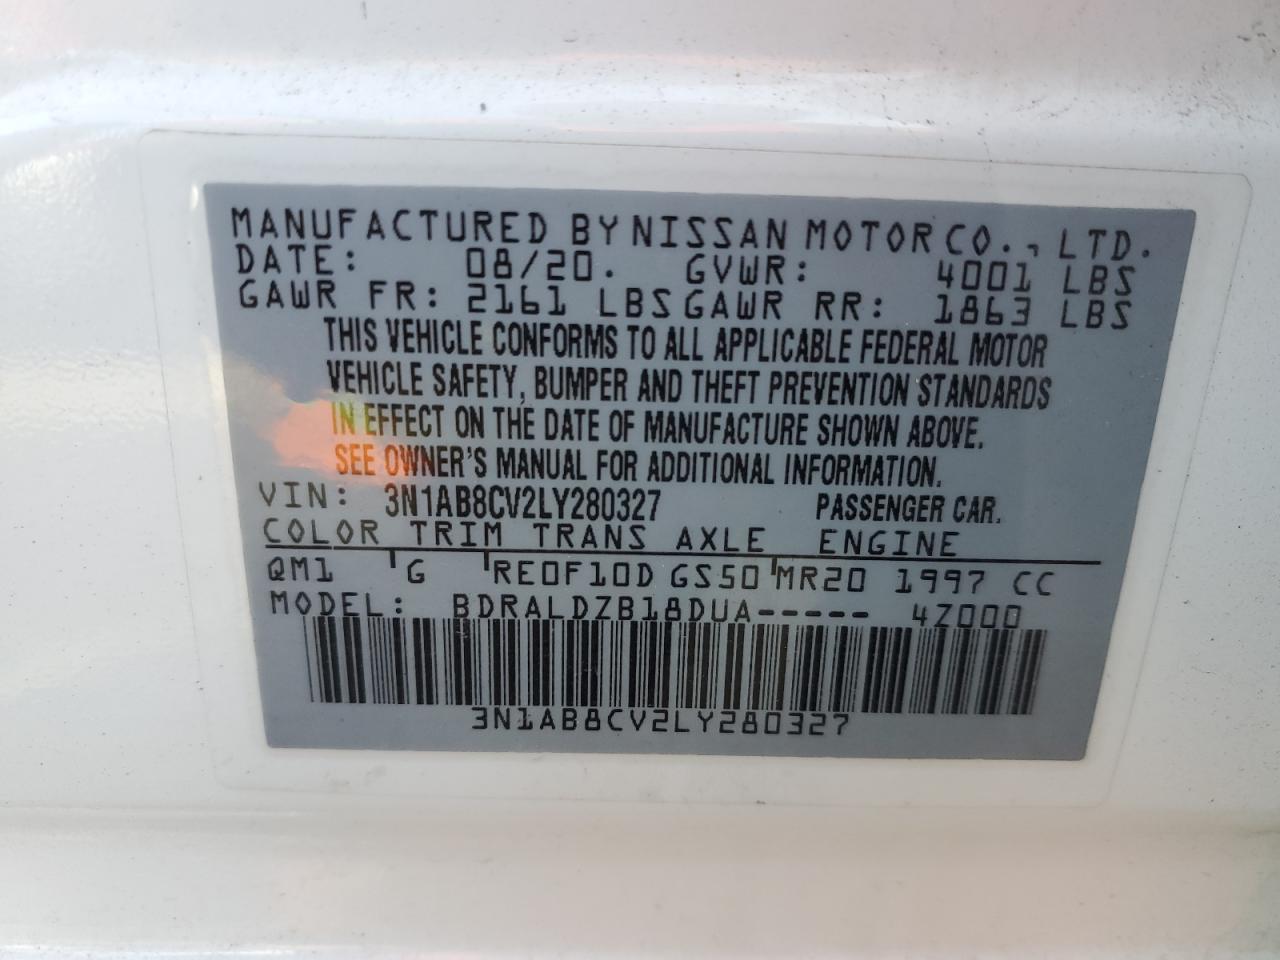 MANUFACTURED BY NISSAN MOTOR CO., LTD.
DATE: 08/20. GVWR: 4001 LBS
GAWR FR: 2161 LBS GAWR RR: 1863 LBS
THIS VEHICLE CONFORMS TO ALL APPLICABLE FEDERAL MOTOR
VEHICLE SAFETY, BUMPER AND THEFT PREVENTION STANDARDS
IN EFFECT ON THE DATE OF MANUFACTURE SHOWN ABOVE.
SEE OWNER'S MANUAL FOR ADDITIONAL INFORMATION.
VIN: 3N1AB8CV2LY280327 PASSENGER CAR.
COLOR TRIM TRANS AXLE ENGINE
QM1 G RE0F10D GS50 MR20 1997 CC
MODEL: BDRALDZB18DUA----- 4Z000
3N1AB8CV2LY280327